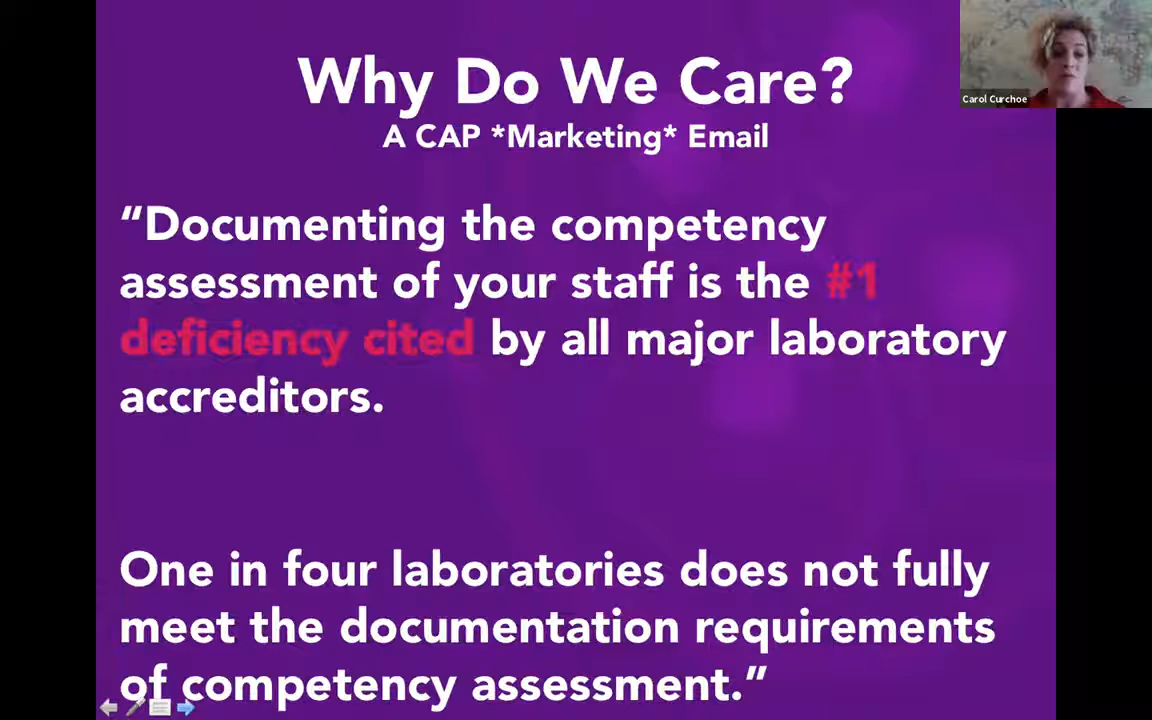 Why Do We Care?
A CAP *Marketing* Email
Carol Curchoe
“Documenting the competency
assessment of your staff is the #1
deficiency cited by all major laboratory
accreditors.
One in four laboratories does not fully
meet the documentation requirements
of competency assessment.”